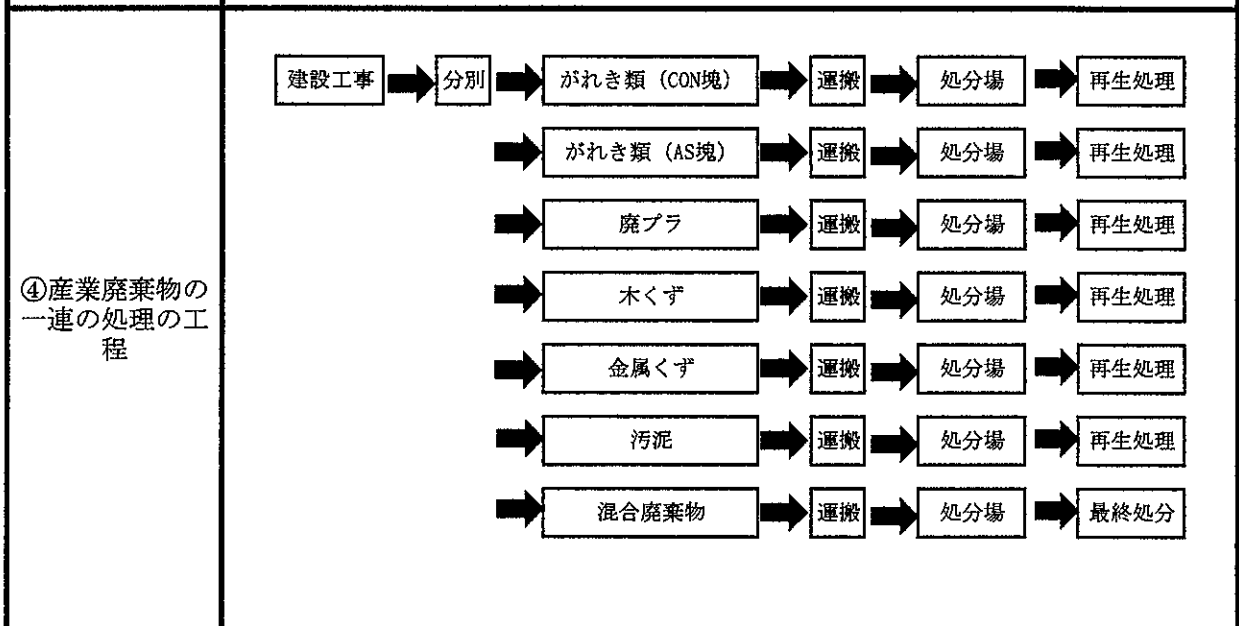 ④産業廃棄物の
一連の処理の工
程
建設工事 分別 がれき類（CON塊） 運搬 処分場 再生処理
がれき類（AS塊） 運搬 処分場 再生処理
廃プラ 運搬 処分場 再生処理
木くず 運搬 処分場 再生処理
金属くず 運搬 処分場 再生処理
汚泥 運搬 処分場 再生処理
混合廃棄物 運搬 処分場 最終処分